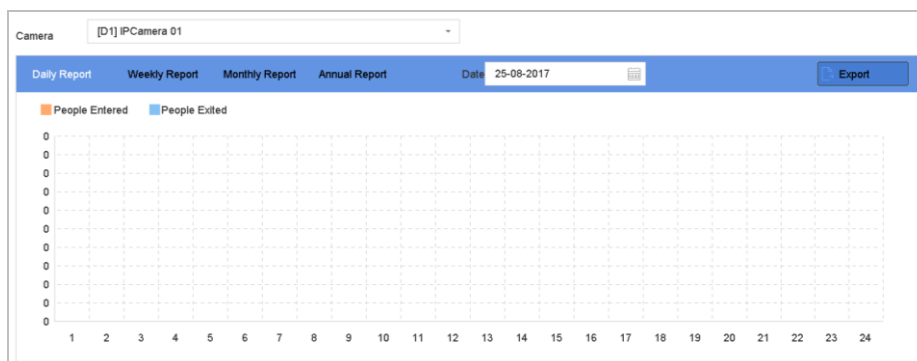 Camera [D1] IPCamera 01
Daily Report Weekly Report Monthly Report Annual Report Date 25-08-2017 Export
People Entered People Exited
0
0
0
0
0
0
0
0
0
0
0
1 2 3 4 5 6 7 8 9 10 11 12 13 14 15 16 17 18 19 20 21 22 23 24